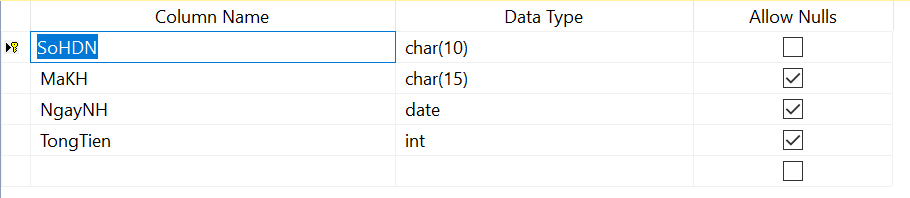 Column Name Data Type Allow Nulls
SoHDN char(10)
MaKH char(15)
NgayNH date
TongTien int